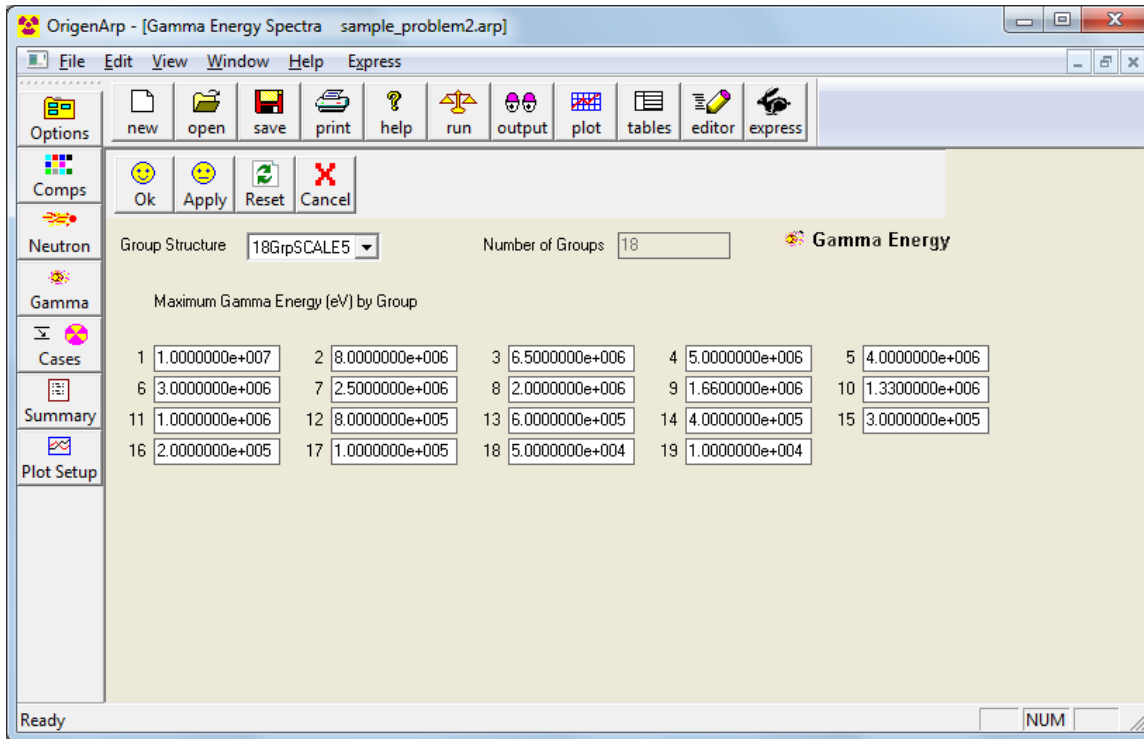 OrigenArp - [Gamma Energy Spectra sample_problem2.arp]
File Edit View Window Help Express
Options
new open save print help run output plot tables editor express
Comps
Ok Apply Reset Cancel
Neutron
Group Structure 18GrpSCALE5 Number of Groups 18 Gamma Energy
Gamma
Maximum Gamma Energy (eV) by Group
Cases
1 1.0000000e+007 2 8.0000000e+006 3 6.5000000e+006 4 5.0000000e+006 5 4.0000000e+006
6 3.0000000e+006 7 2.5000000e+006 8 2.0000000e+006 9 1.6600000e+006 10 1.3300000e+006
Summary
11 1.0000000e+006 12 8.0000000e+005 13 6.0000000e+005 14 4.0000000e+005 15 3.0000000e+005
16 2.0000000e+005 17 1.0000000e+005 18 5.0000000e+004 19 1.0000000e+004
Plot Setup
Ready NUM